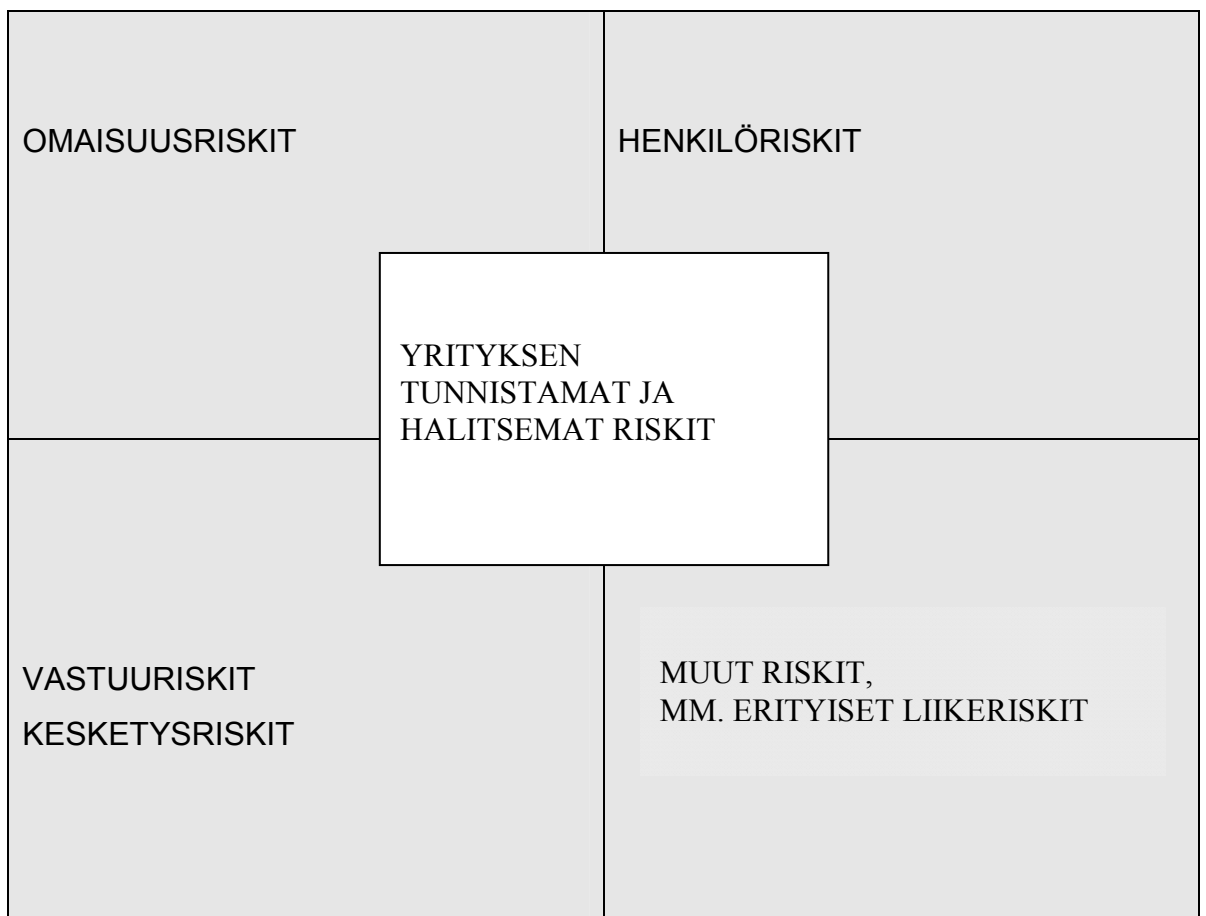 OMAISUUSRISKIT
HENKILÖRISKIT
YRITYKSEN
TUNNISTAMAT JA
HALITSEMAT RISKIT
VASTUURISKIT
KESKETYSRISKIT
MUUT RISKIT,
MM. ERITYISET LIIKERISKIT